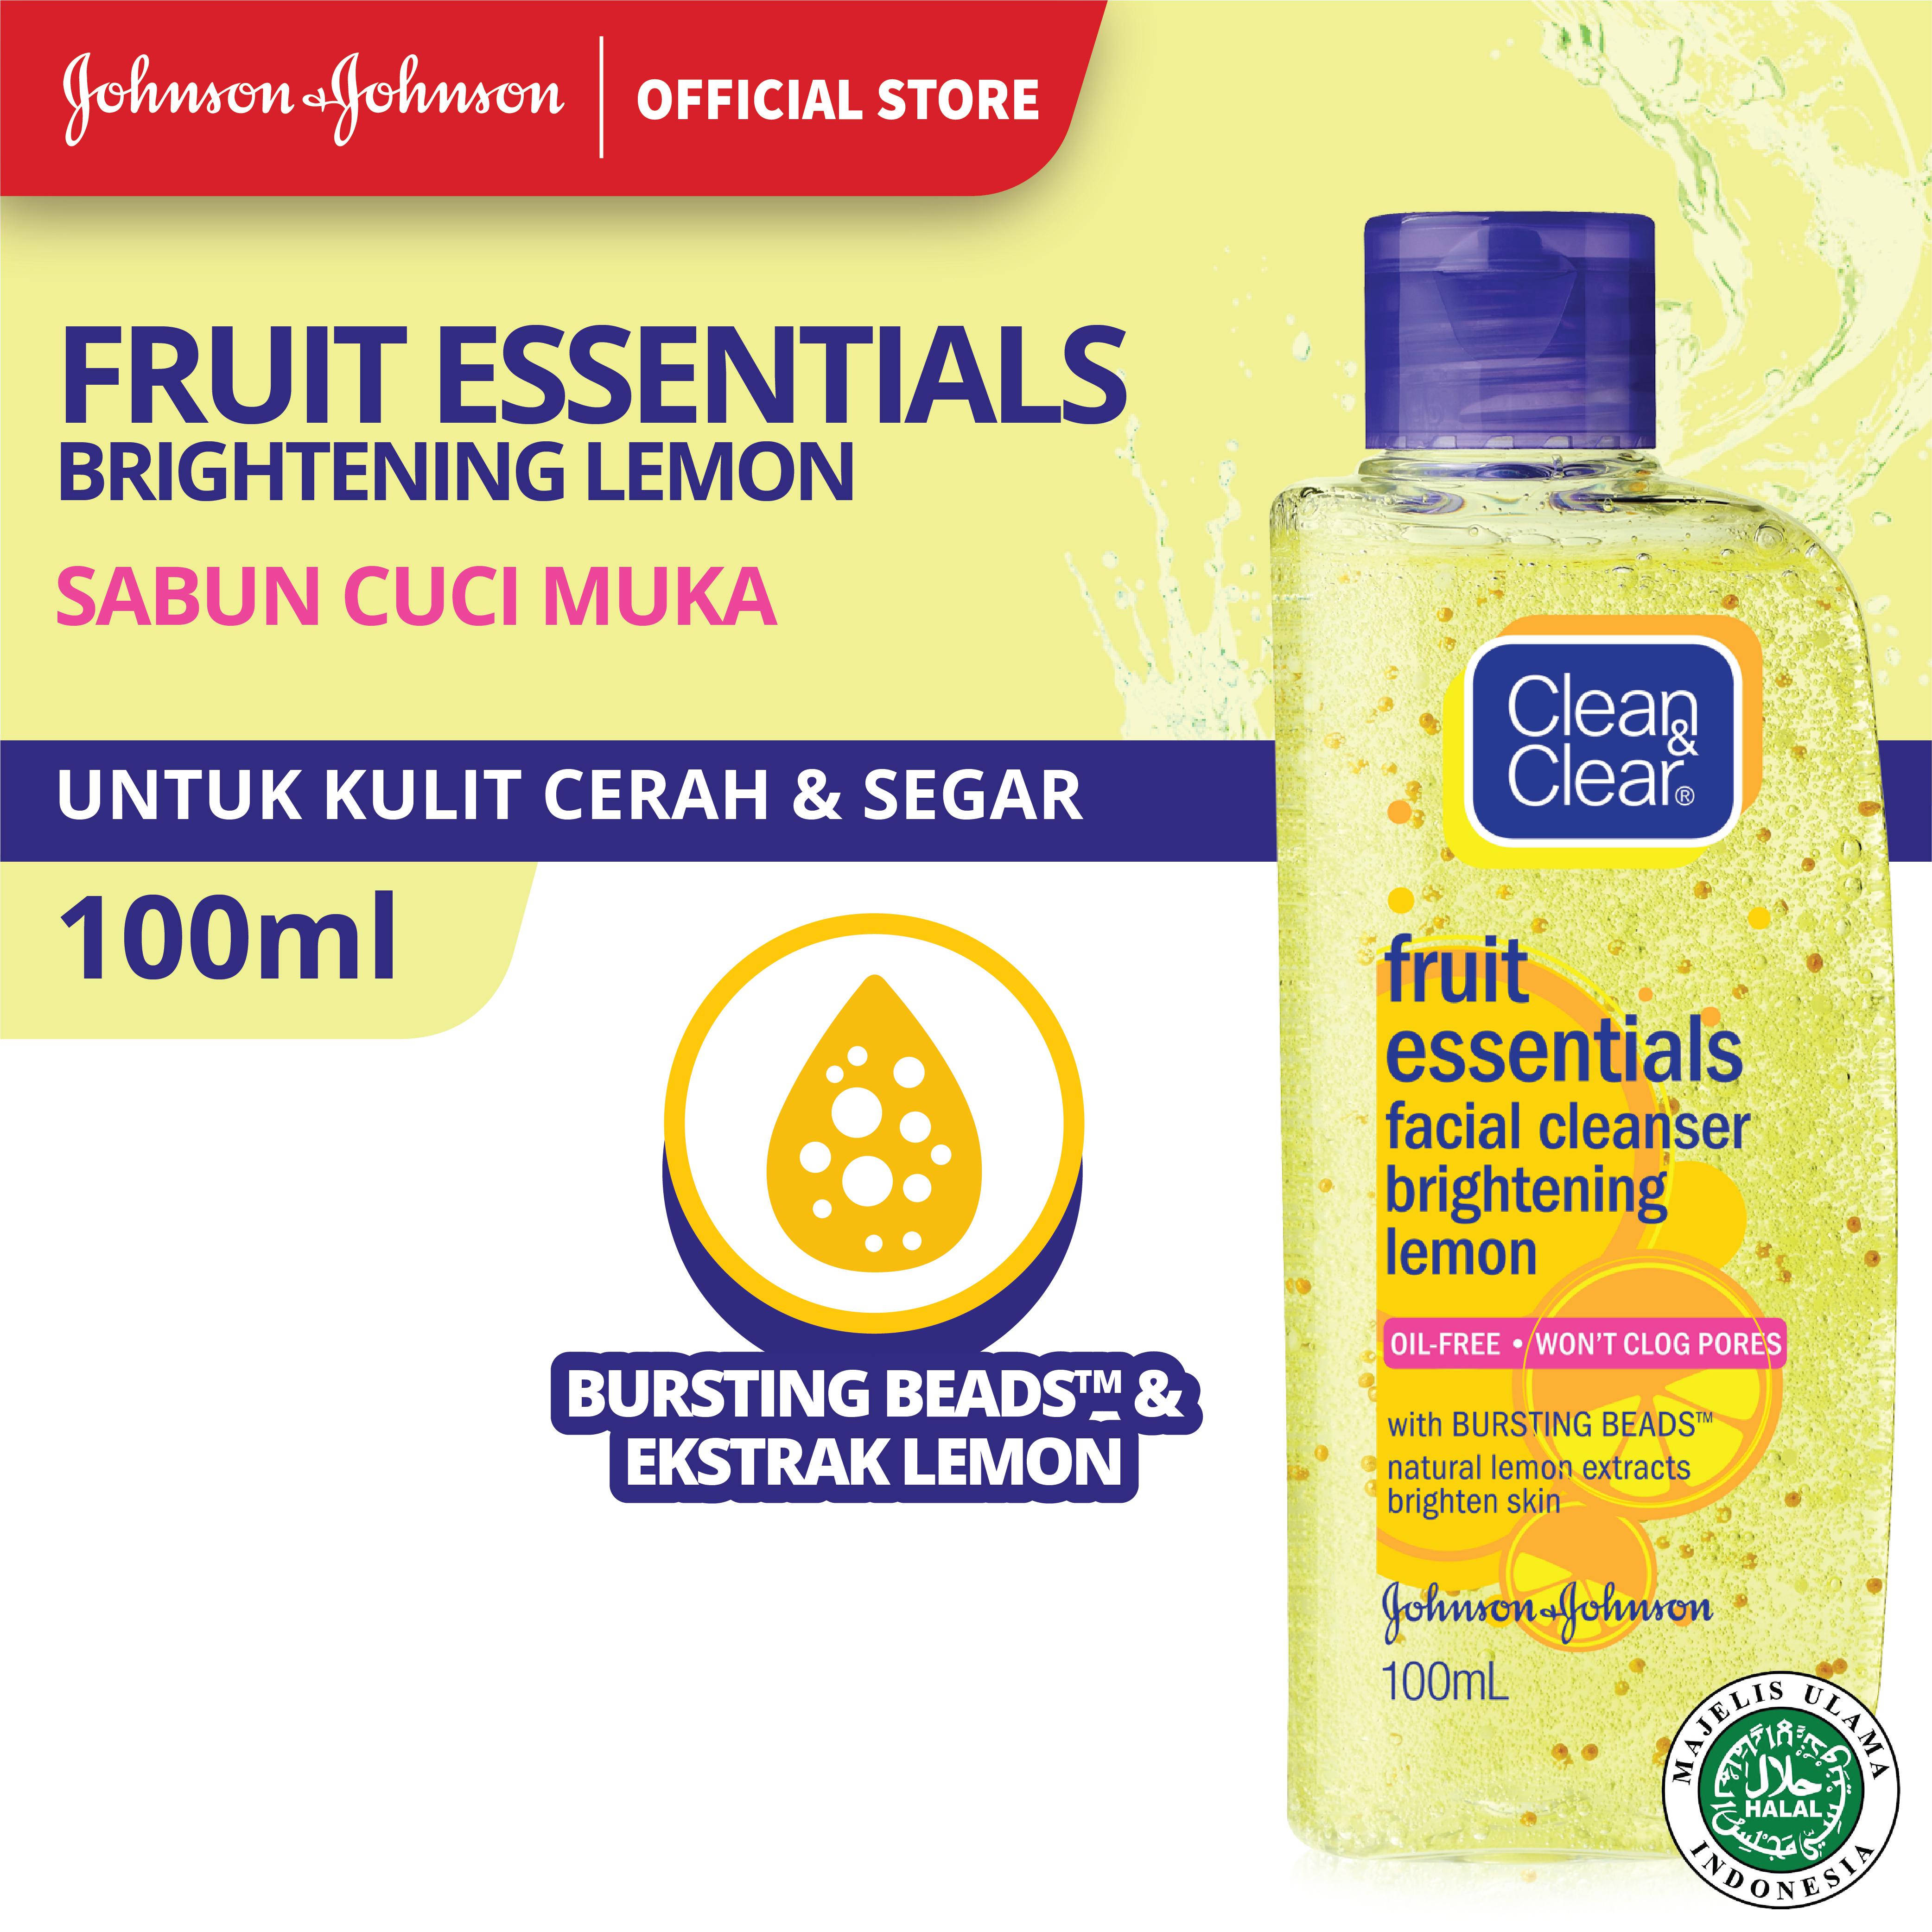 Johnson & Johnson
OFFICIAL STORE
FRUIT ESSENTIALS
BRIGHTENING LEMON
SABUN CUCI MUKA
UNTUK KULIT CERAH & SEGAR
100ml
BURSTING BEADS™ &
EKSTRAK LEMON
Clean
&
Clear®
fruit
essentials
facial cleanser
brightening
lemon
OIL-FREE • WON'T CLOG PORES
with BURSTING BEADS™
natural lemon extracts
brighten skin
Johnson & Johnson
100mL
MAJELIS ULAMA
حلال
HALAL
INDONESIA